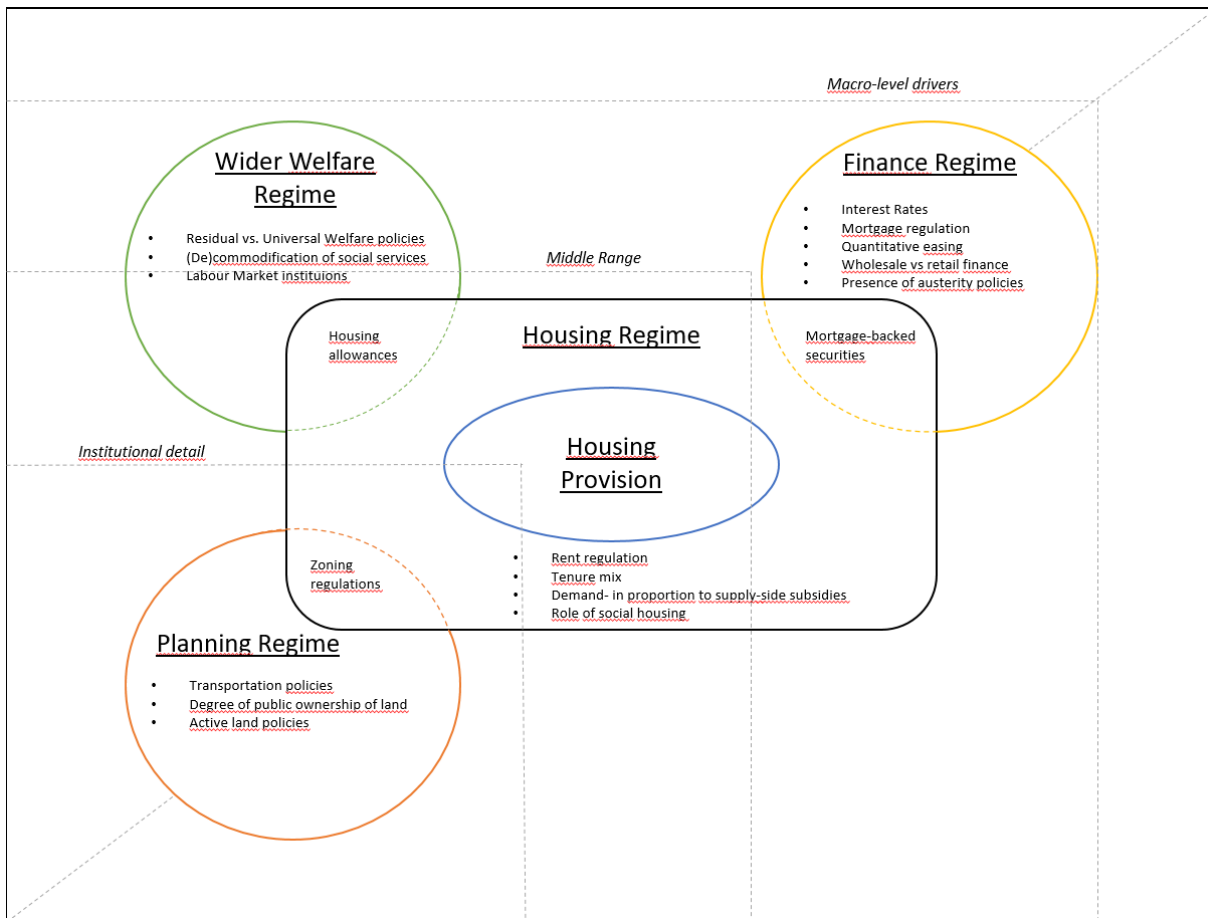 Macro-level drivers
Wider Welfare
Regime
• Residual vs. Universal Welfare policies
• (De)commodification of social services
• Labour Market instituions
Finance Regime
• Interest Rates
• Mortgage regulation
• Quantitative easing
• Wholesale vs retail finance
• Presence of austerity policies
Middle Range
Housing
allowances
Housing Regime
Mortgage-backed
securities
Institutional detail
Housing
Provision
• Rent regulation
• Tenure mix
• Demand- in proportion to supply-side subsidies
• Role of social housing
Zoning
regulations
Planning Regime
• Transportation policies
• Degree of public ownership of land
• Active land policies